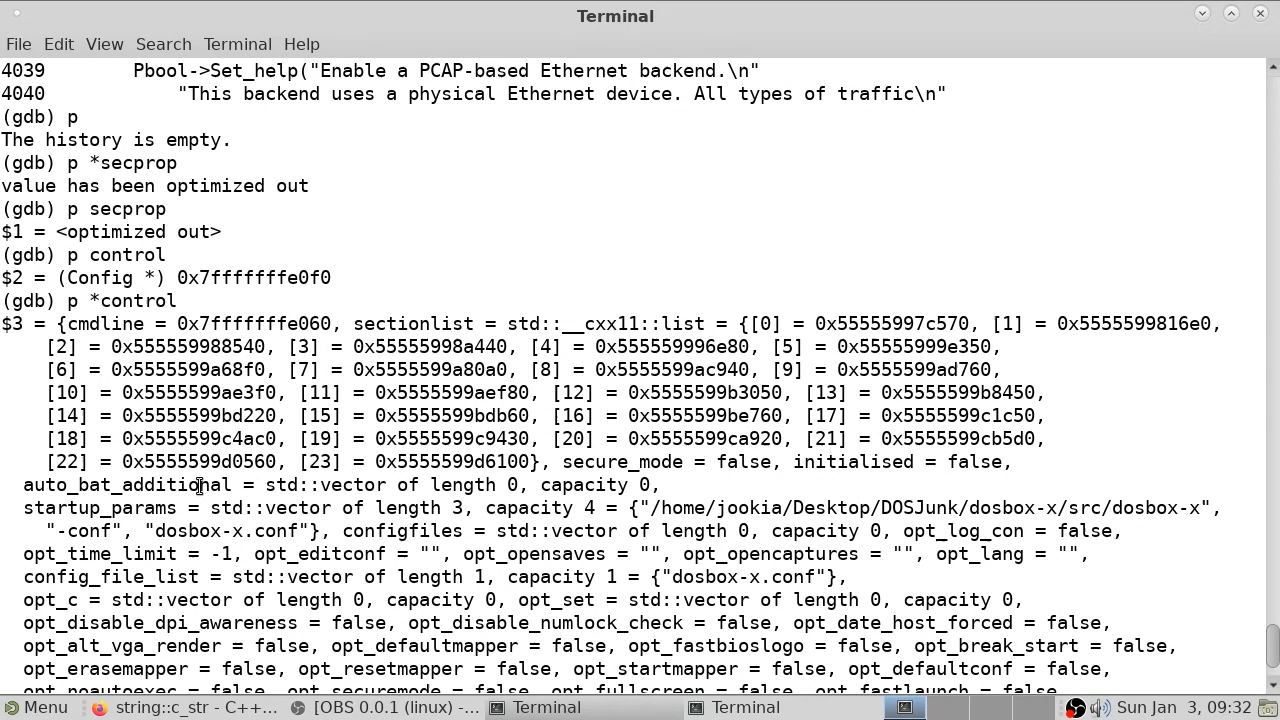 Terminal
File Edit View Search Terminal Help
4039        Pbool->Set_help("Enable a PCAP-based Ethernet backend.\n"
4040            "This backend uses a physical Ethernet device. All types of traffic\n"
(gdb) p
The history is empty.
(gdb) p *secprop
value has been optimized out
(gdb) p secprop
$1 = <optimized out>
(gdb) p control
$2 = (Config *) 0x7fffffffe0f0
(gdb) p *control
$3 = {cmdline = 0x7fffffffe060, sectionlist = std::__cxx11::list = {[0] = 0x55555997c570, [1] = 0x5555599816e0,
    [2] = 0x555559988540, [3] = 0x55555998a440, [4] = 0x555559996e80, [5] = 0x55555999e350,
    [6] = 0x5555599a68f0, [7] = 0x5555599a80a0, [8] = 0x5555599ac940, [9] = 0x5555599ad760,
    [10] = 0x5555599ae3f0, [11] = 0x5555599aef80, [12] = 0x5555599b3050, [13] = 0x5555599b8450,
    [14] = 0x5555599bd220, [15] = 0x5555599bdb60, [16] = 0x5555599be760, [17] = 0x5555599c1c50,
    [18] = 0x5555599c4ac0, [19] = 0x5555599c9430, [20] = 0x5555599ca920, [21] = 0x5555599cb5d0,
    [22] = 0x5555599d0560, [23] = 0x5555599d6100}, secure_mode = false, initialised = false,
  auto_bat_additional = std::vector of length 0, capacity 0,
  startup_params = std::vector of length 3, capacity 4 = {"/home/jookia/Desktop/DOSJunk/dosbox-x/src/dosbox-x",
    "-conf", "dosbox-x.conf"}, configfiles = std::vector of length 0, capacity 0, opt_log_con = false,
  opt_time_limit = -1, opt_editconf = "", opt_opensaves = "", opt_opencaptures = "", opt_lang = "",
  config_file_list = std::vector of length 1, capacity 1 = {"dosbox-x.conf"},
  opt_c = std::vector of length 0, capacity 0, opt_set = std::vector of length 0, capacity 0,
  opt_disable_dpi_awareness = false, opt_disable_numlock_check = false, opt_date_host_forced = false,
  opt_alt_vga_render = false, opt_defaultmapper = false, opt_fastbioslogo = false, opt_break_start = false,
  opt_erasemapper = false, opt_resetmapper = false, opt_startmapper = false, opt_defaultconf = false,
  opt_noautoexec = false, opt_securemode = false, opt_fullscreen = false, opt_fastlaunch = false,
Menu string::c_str - C++... [OBS 0.0.1 (linux) -... Terminal Terminal Sun Jan 3, 09:32